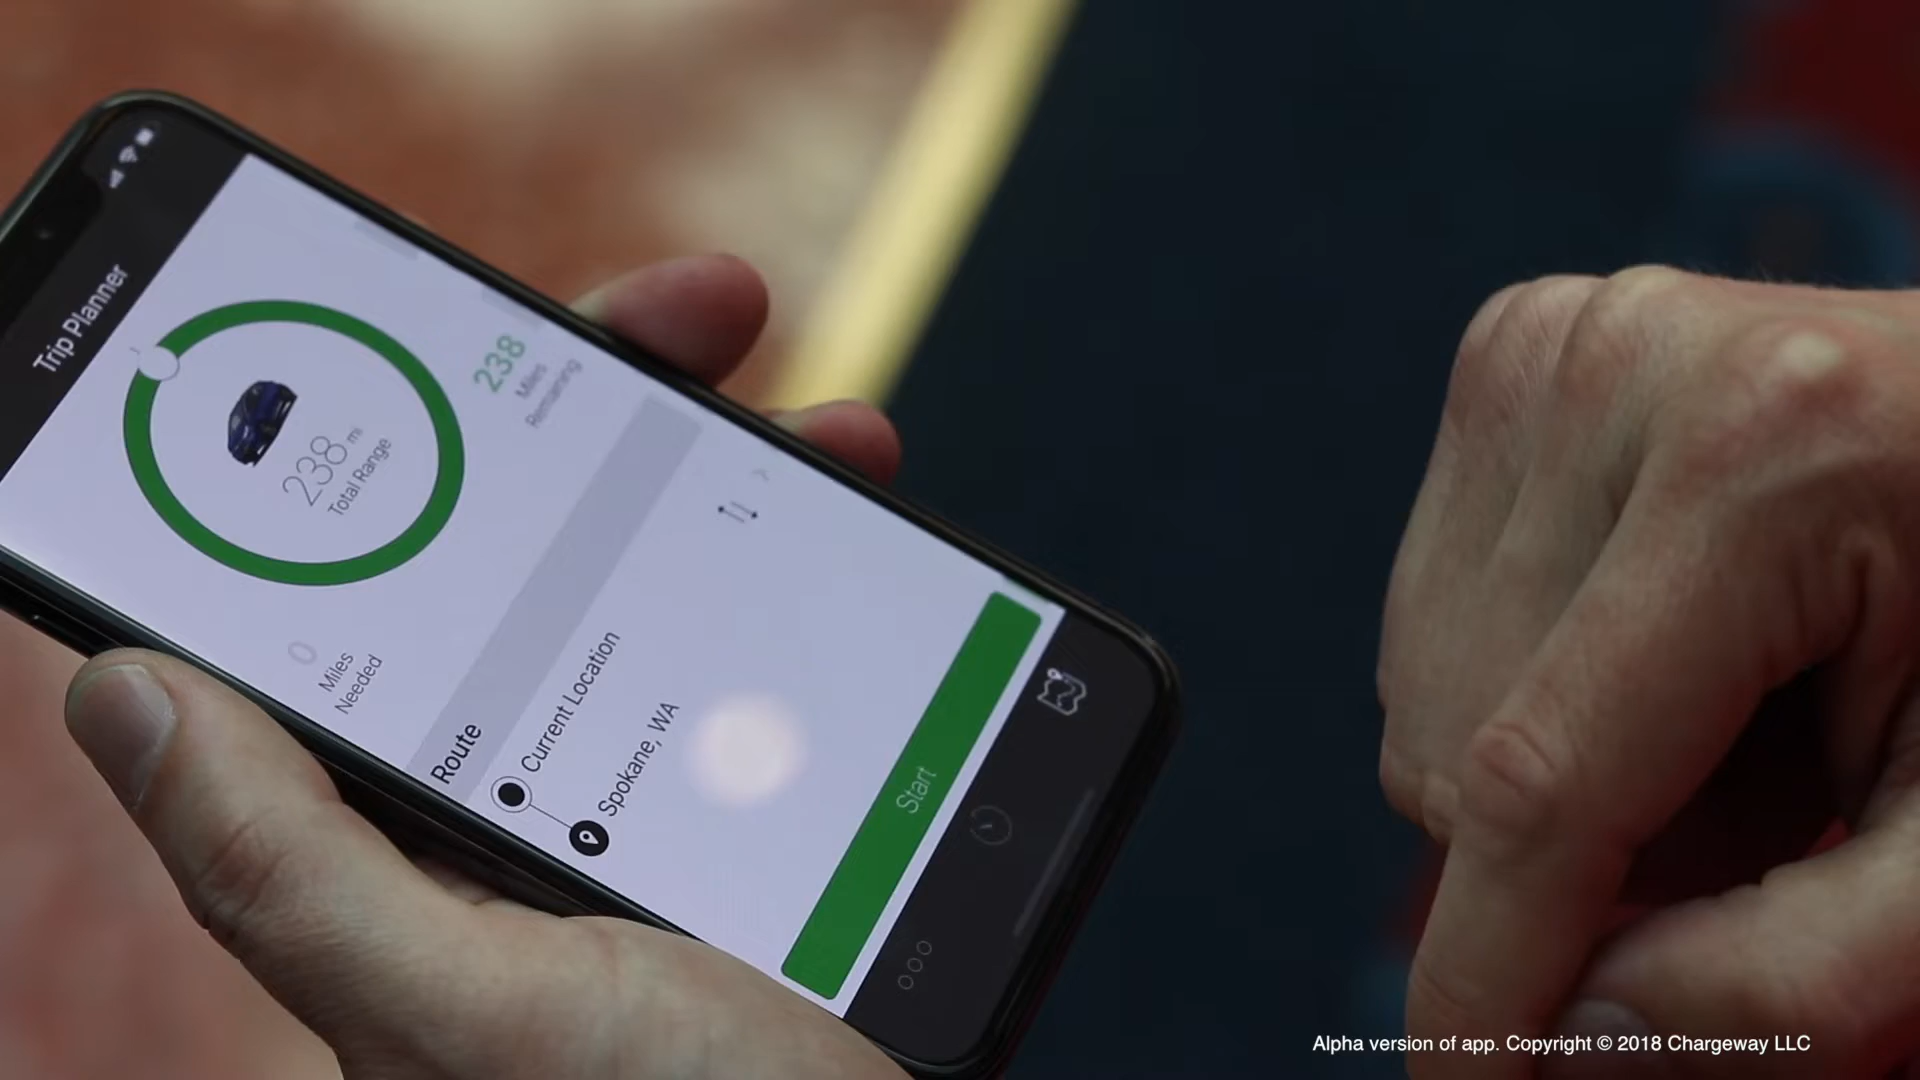 Trip Planner
238 mi
Total Range
0
Miles
Needed
238
Miles
Remaining
Route
Current Location
Spokane, WA
Start
Alpha version of app. Copyright © 2018 Chargeway LLC